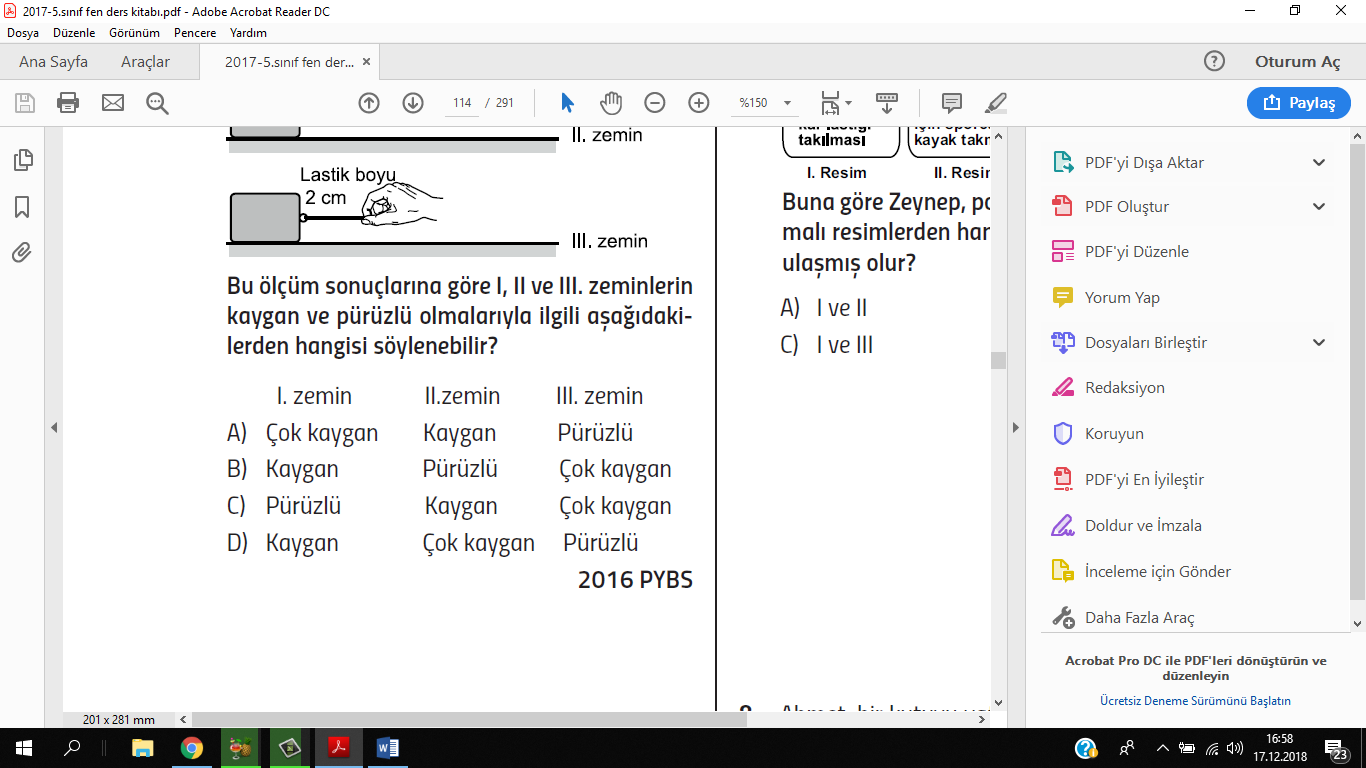 2017-5.sınıf fen ders kitabı.pdf - Adobe Acrobat Reader DC
Dosya Düzenle Görünüm Pencere Yardım
Ana Sayfa Araçlar 2017-5.sınıf fen der... Oturum Aç
114 / 291 %150 Paylaş
II. zemin
Lastik boyu
2 cm
III. zemin
Bu ölçüm sonuçlarına göre I, II ve III. zeminlerin
kaygan ve pürüzlü olmalarıyla ilgili aşağıdaki-
lerden hangisi söylenebilir?
I. zemin II.zemin III. zemin
A) Çok kaygan Kaygan Pürüzlü
B) Kaygan Pürüzlü Çok kaygan
C) Pürüzlü Kaygan Çok kaygan
D) Kaygan Çok kaygan Pürüzlü
2016 PYBS
takılması
kayak takı
I. Resim II. Resim
Buna göre Zeynep, po
malı resimlerden han
ulaşmış olur?
A) I ve II
C) I ve III
PDF'yi Dışa Aktar
PDF Oluştur
PDF'yi Düzenle
Yorum Yap
Dosyaları Birleştir
Redaksiyon
Koruyun
PDF'yi En İyileştir
Doldur ve İmzala
İnceleme için Gönder
Daha Fazla Araç
Acrobat Pro DC ile PDF'leri dönüştürün ve
düzenleyin
Ücretsiz Deneme Sürümünü Başlatın
201 x 281 mm
16:58
17.12.2018
23